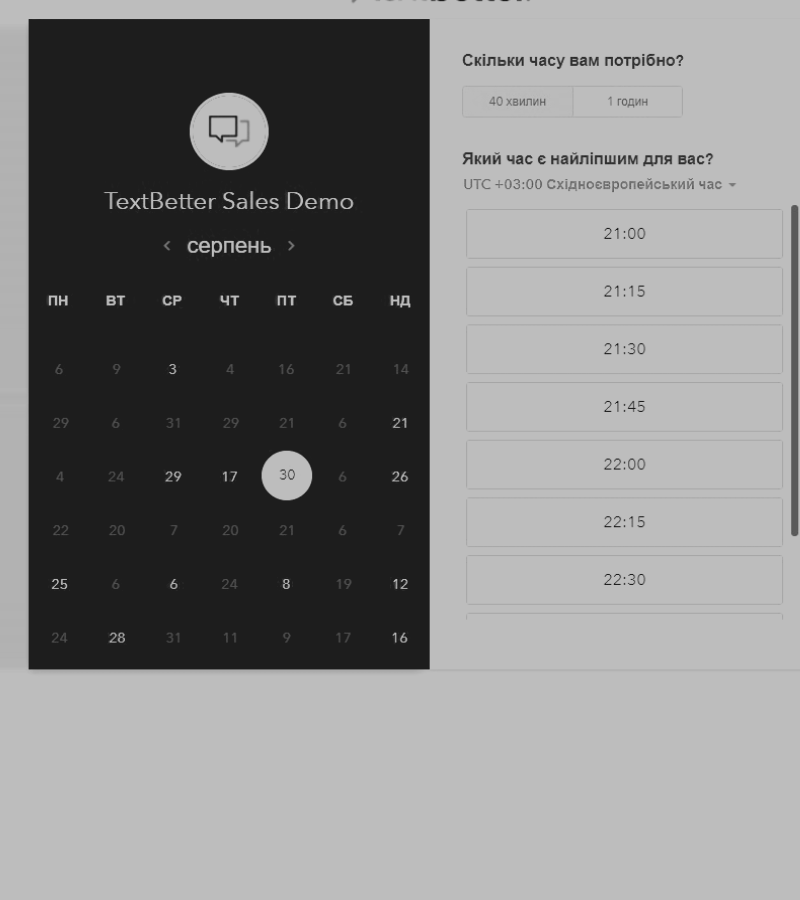 TextBetter Sales Demo
серпень
ПН ВТ СР ЧТ ПТ СБ НД
6 9 3 4 16 21 14
29 6 31 29 21 6 21
4 24 29 17 30 6 26
22 20 7 20 21 6 7
25 6 6 24 8 19 12
24 28 31 11 9 17 16
Скільки часу вам потрібно?
40 хвилин 1 годин
Який час є найліпшим для вас?
UTC +03:00 Східноєвропейський час
21:00
21:15
21:30
21:45
22:00
22:15
22:30